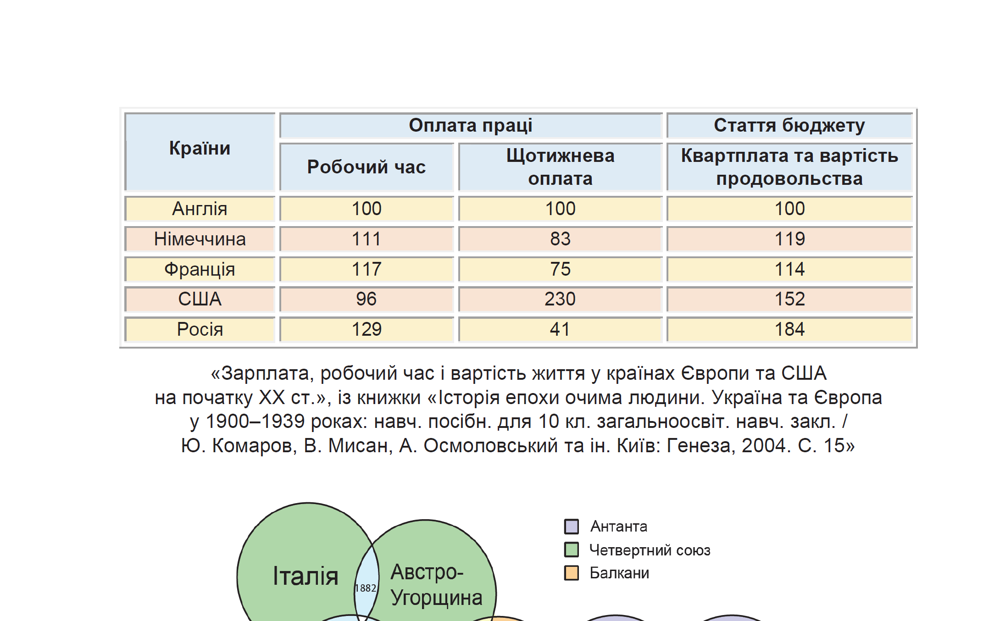 Країни
Оплата праці
Стаття бюджету
Робочий час
Щотижнева
оплата
Квартплата та вартість
продовольства
Англія 100 100 100
Німеччина 111 83 119
Франція 117 75 114
США 96 230 152
Росія 129 41 184
«Зарплата, робочий час і вартість життя у країнах Європи та США
на початку ХХ ст.», із книжки «Історія епохи очима людини. Україна та Європа
у 1900–1939 роках: навч. посібн. для 10 кл. загальноосвіт. навч. закл. /
Ю. Комаров, В. Мисан, А. Осмоловський та ін. Київ: Генеза, 2004. С. 15»
Італія
1882
Австро-
Угорщина
Антанта
Четвертний союз
Балкани